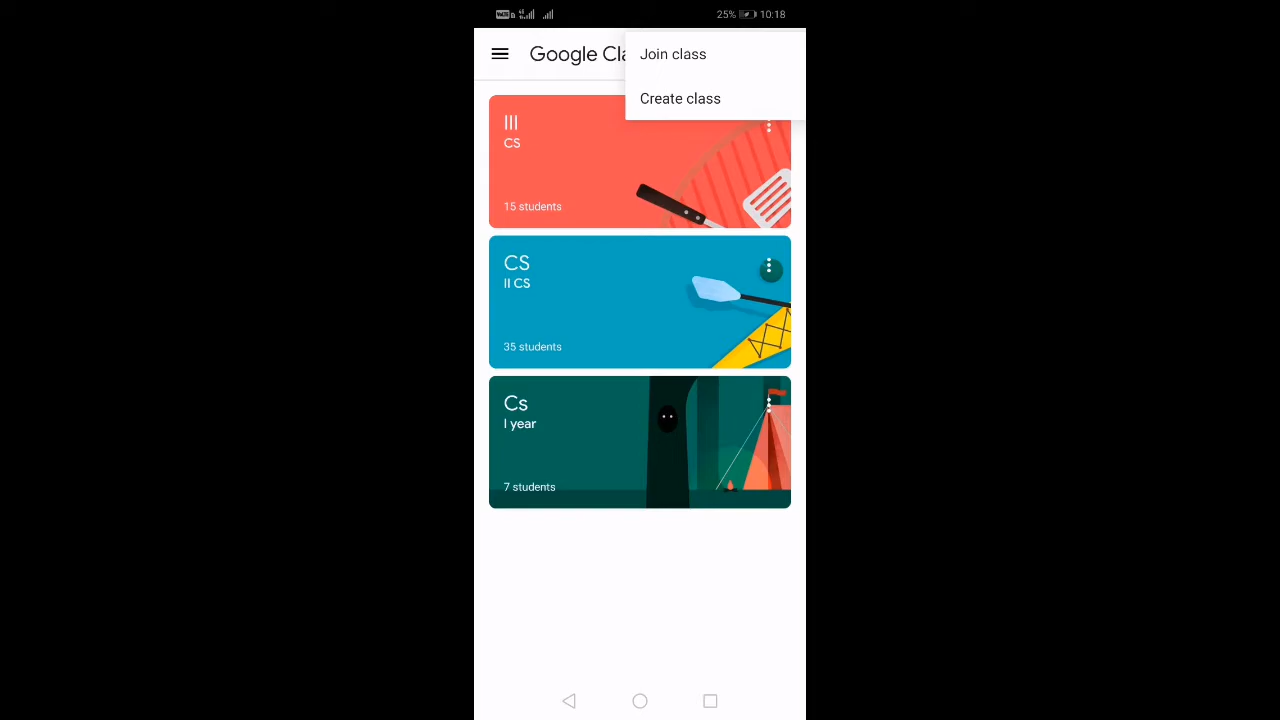 25% 10:18
Google Cla
Join class
Create class
III
CS
15 students
CS
II CS
35 students
Cs
I year
7 students